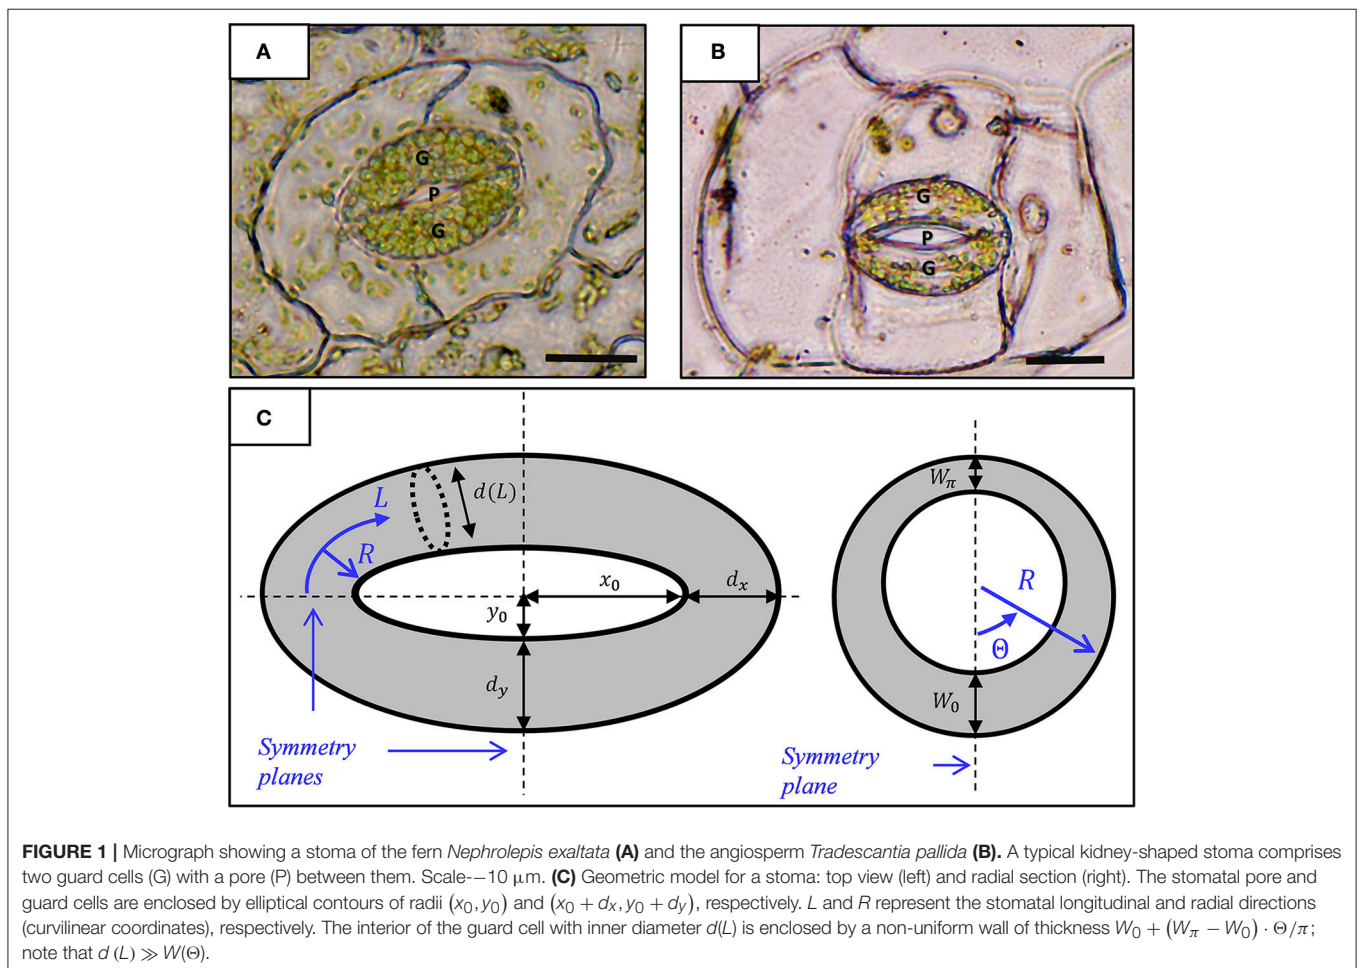 A
G
P
G
B
G
P
G
C
L
R
d(L)
x₀
dₓ
y₀
d_y
Symmetry
planes
W_π
R
Θ
W₀
Symmetry
plane
FIGURE 1 | Micrograph showing a stoma of the fern Nephrolepis exaltata (A) and the angiosperm Tradescantia pallida (B). A typical kidney-shaped stoma comprises
two guard cells (G) with a pore (P) between them. Scale-–10 μm. (C) Geometric model for a stoma: top view (left) and radial section (right). The stomatal pore and
guard cells are enclosed by elliptical contours of radii (x₀, y₀) and (x₀ + dₓ, y₀ + d_y), respectively. L and R represent the stomatal longitudinal and radial directions
(curvilinear coordinates), respectively. The interior of the guard cell with inner diameter d(L) is enclosed by a non-uniform wall of thickness W₀ + (W_π − W₀) · Θ/π;
note that d (L) ≫ W(Θ).